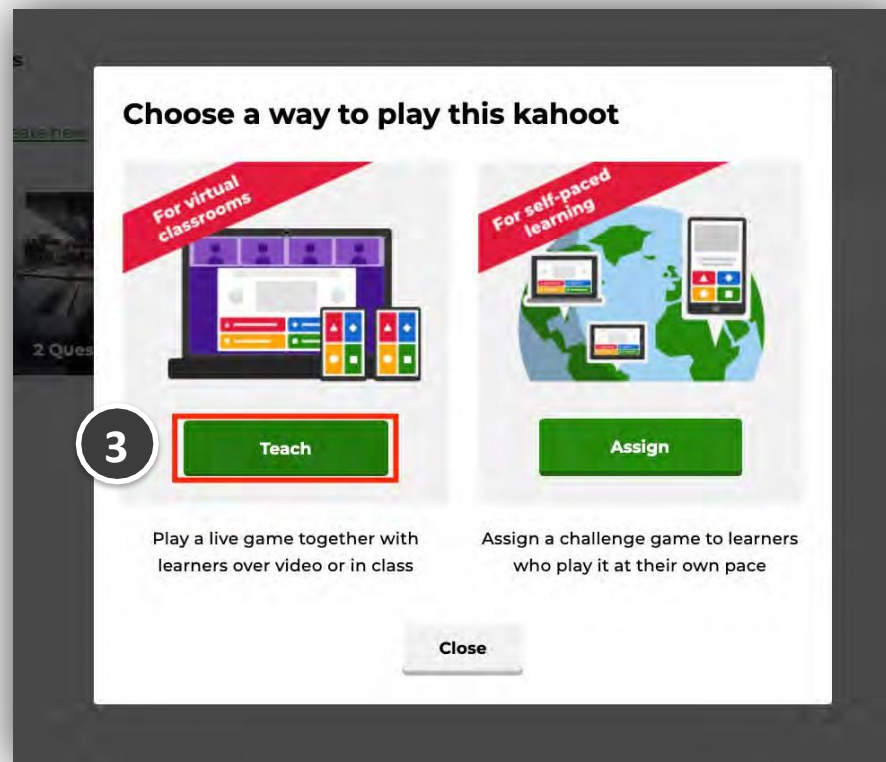 s
Choose a way to play this kahoot
For virtual
classrooms
For self-paced
learning
2 Ques
3
Teach
Assign
Play a live game together with
learners over video or in class
Assign a challenge game to learners
who play it at their own pace
Close